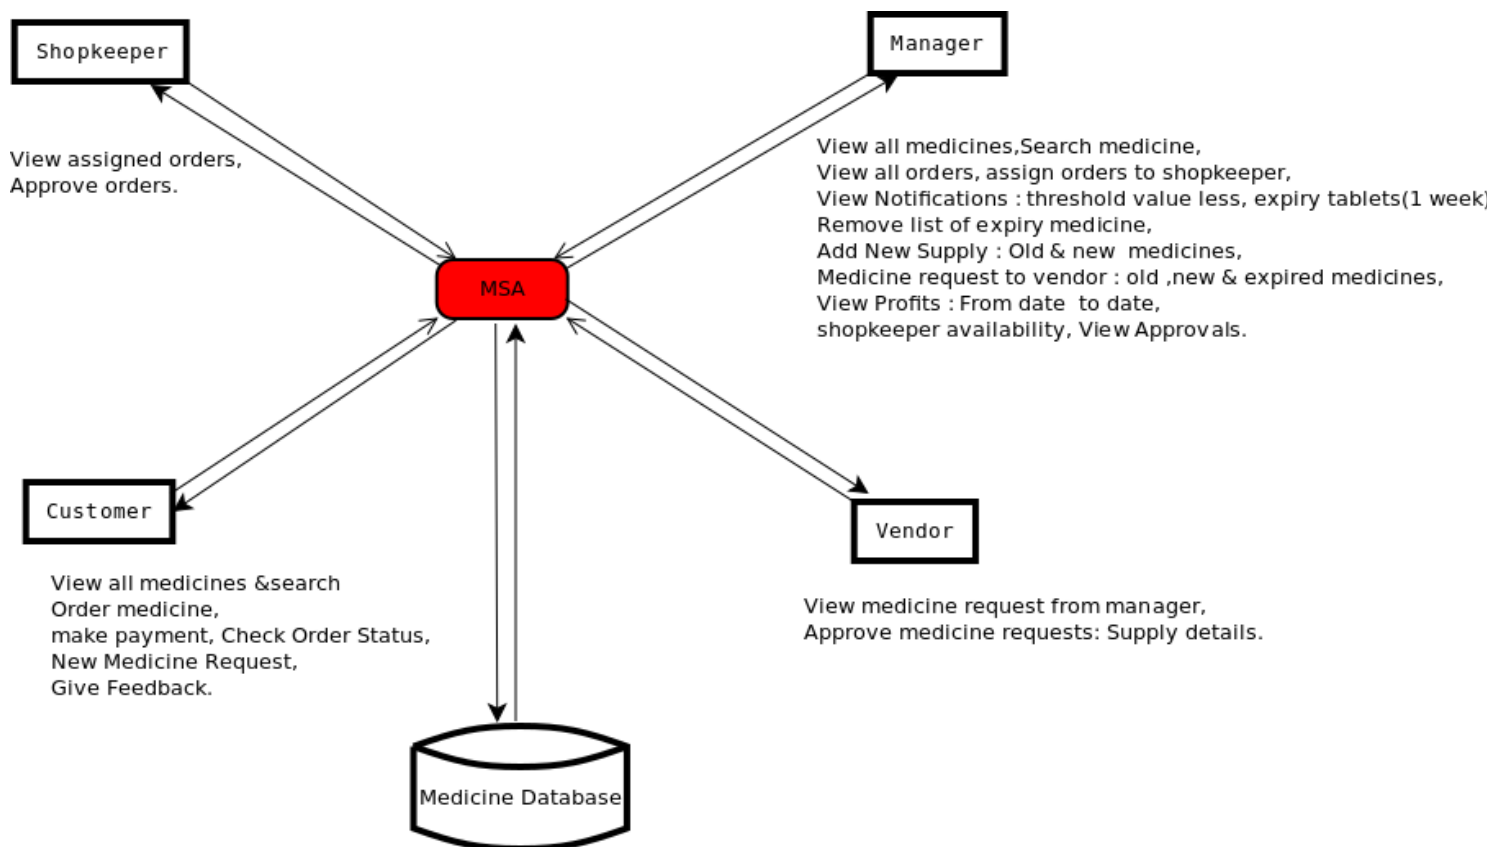 Shopkeeper
Manager
View assigned orders,
Approve orders.
View all medicines,Search medicine,
View all orders, assign orders to shopkeeper,
View Notifications : threshold value less, expiry tablets(1 week)
Remove list of expiry medicine,
Add New Supply : Old & new medicines,
Medicine request to vendor : old ,new & expired medicines,
View Profits : From date to date,
shopkeeper availability, View Approvals.
MSA
Customer
Vendor
View all medicines &search
Order medicine,
make payment, Check Order Status,
New Medicine Request,
Give Feedback.
View medicine request from manager,
Approve medicine requests: Supply details.
Medicine Database